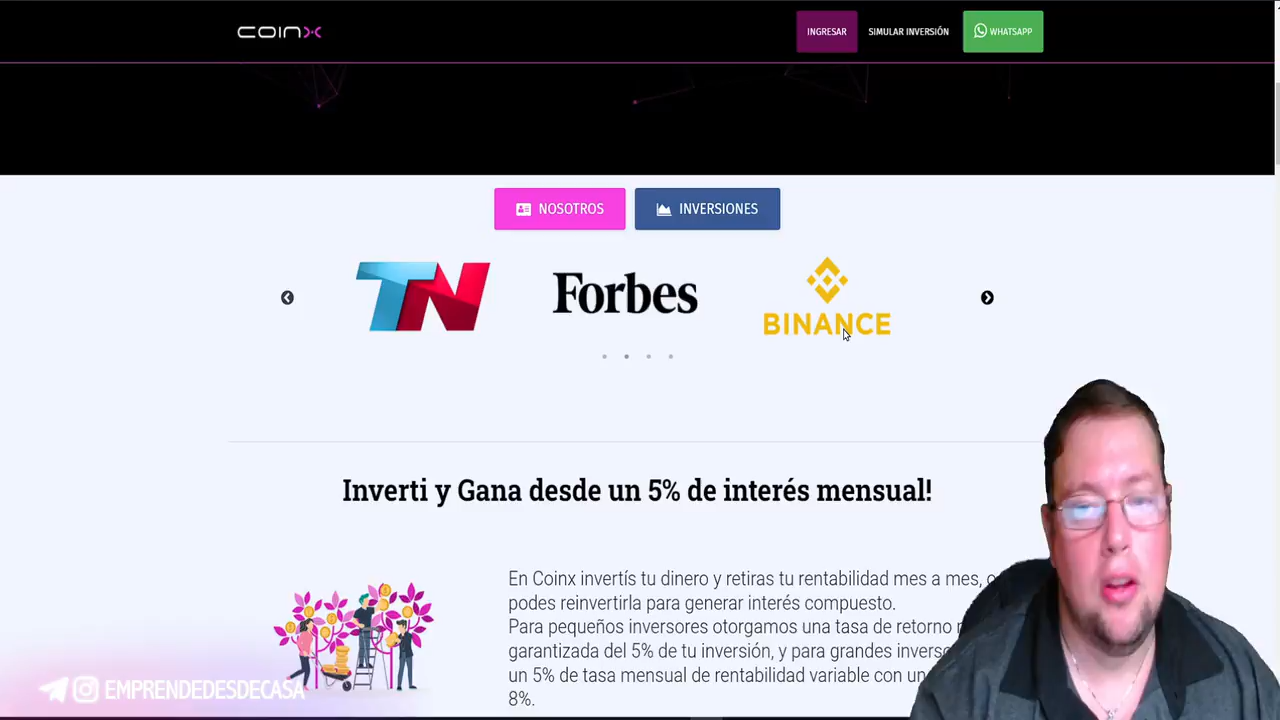 COINX
INGRESAR
SIMULAR INVERSIÓN
WHATSAPP
NOSOTROS
INVERSIONES
TN
Forbes
BINANCE
Inverti y Gana desde un 5% de interés mensual!
En Coinx invertís tu dinero y retiras tu rentabilidad mes a mes,
podes reinvertirla para generar interés compuesto.
Para pequeños inversores otorgamos una tasa de retorno
garantizada del 5% de tu inversión, y para grandes
un 5% de tasa mensual de rentabilidad variable con
8%.
EMPRENDEDESDECASA